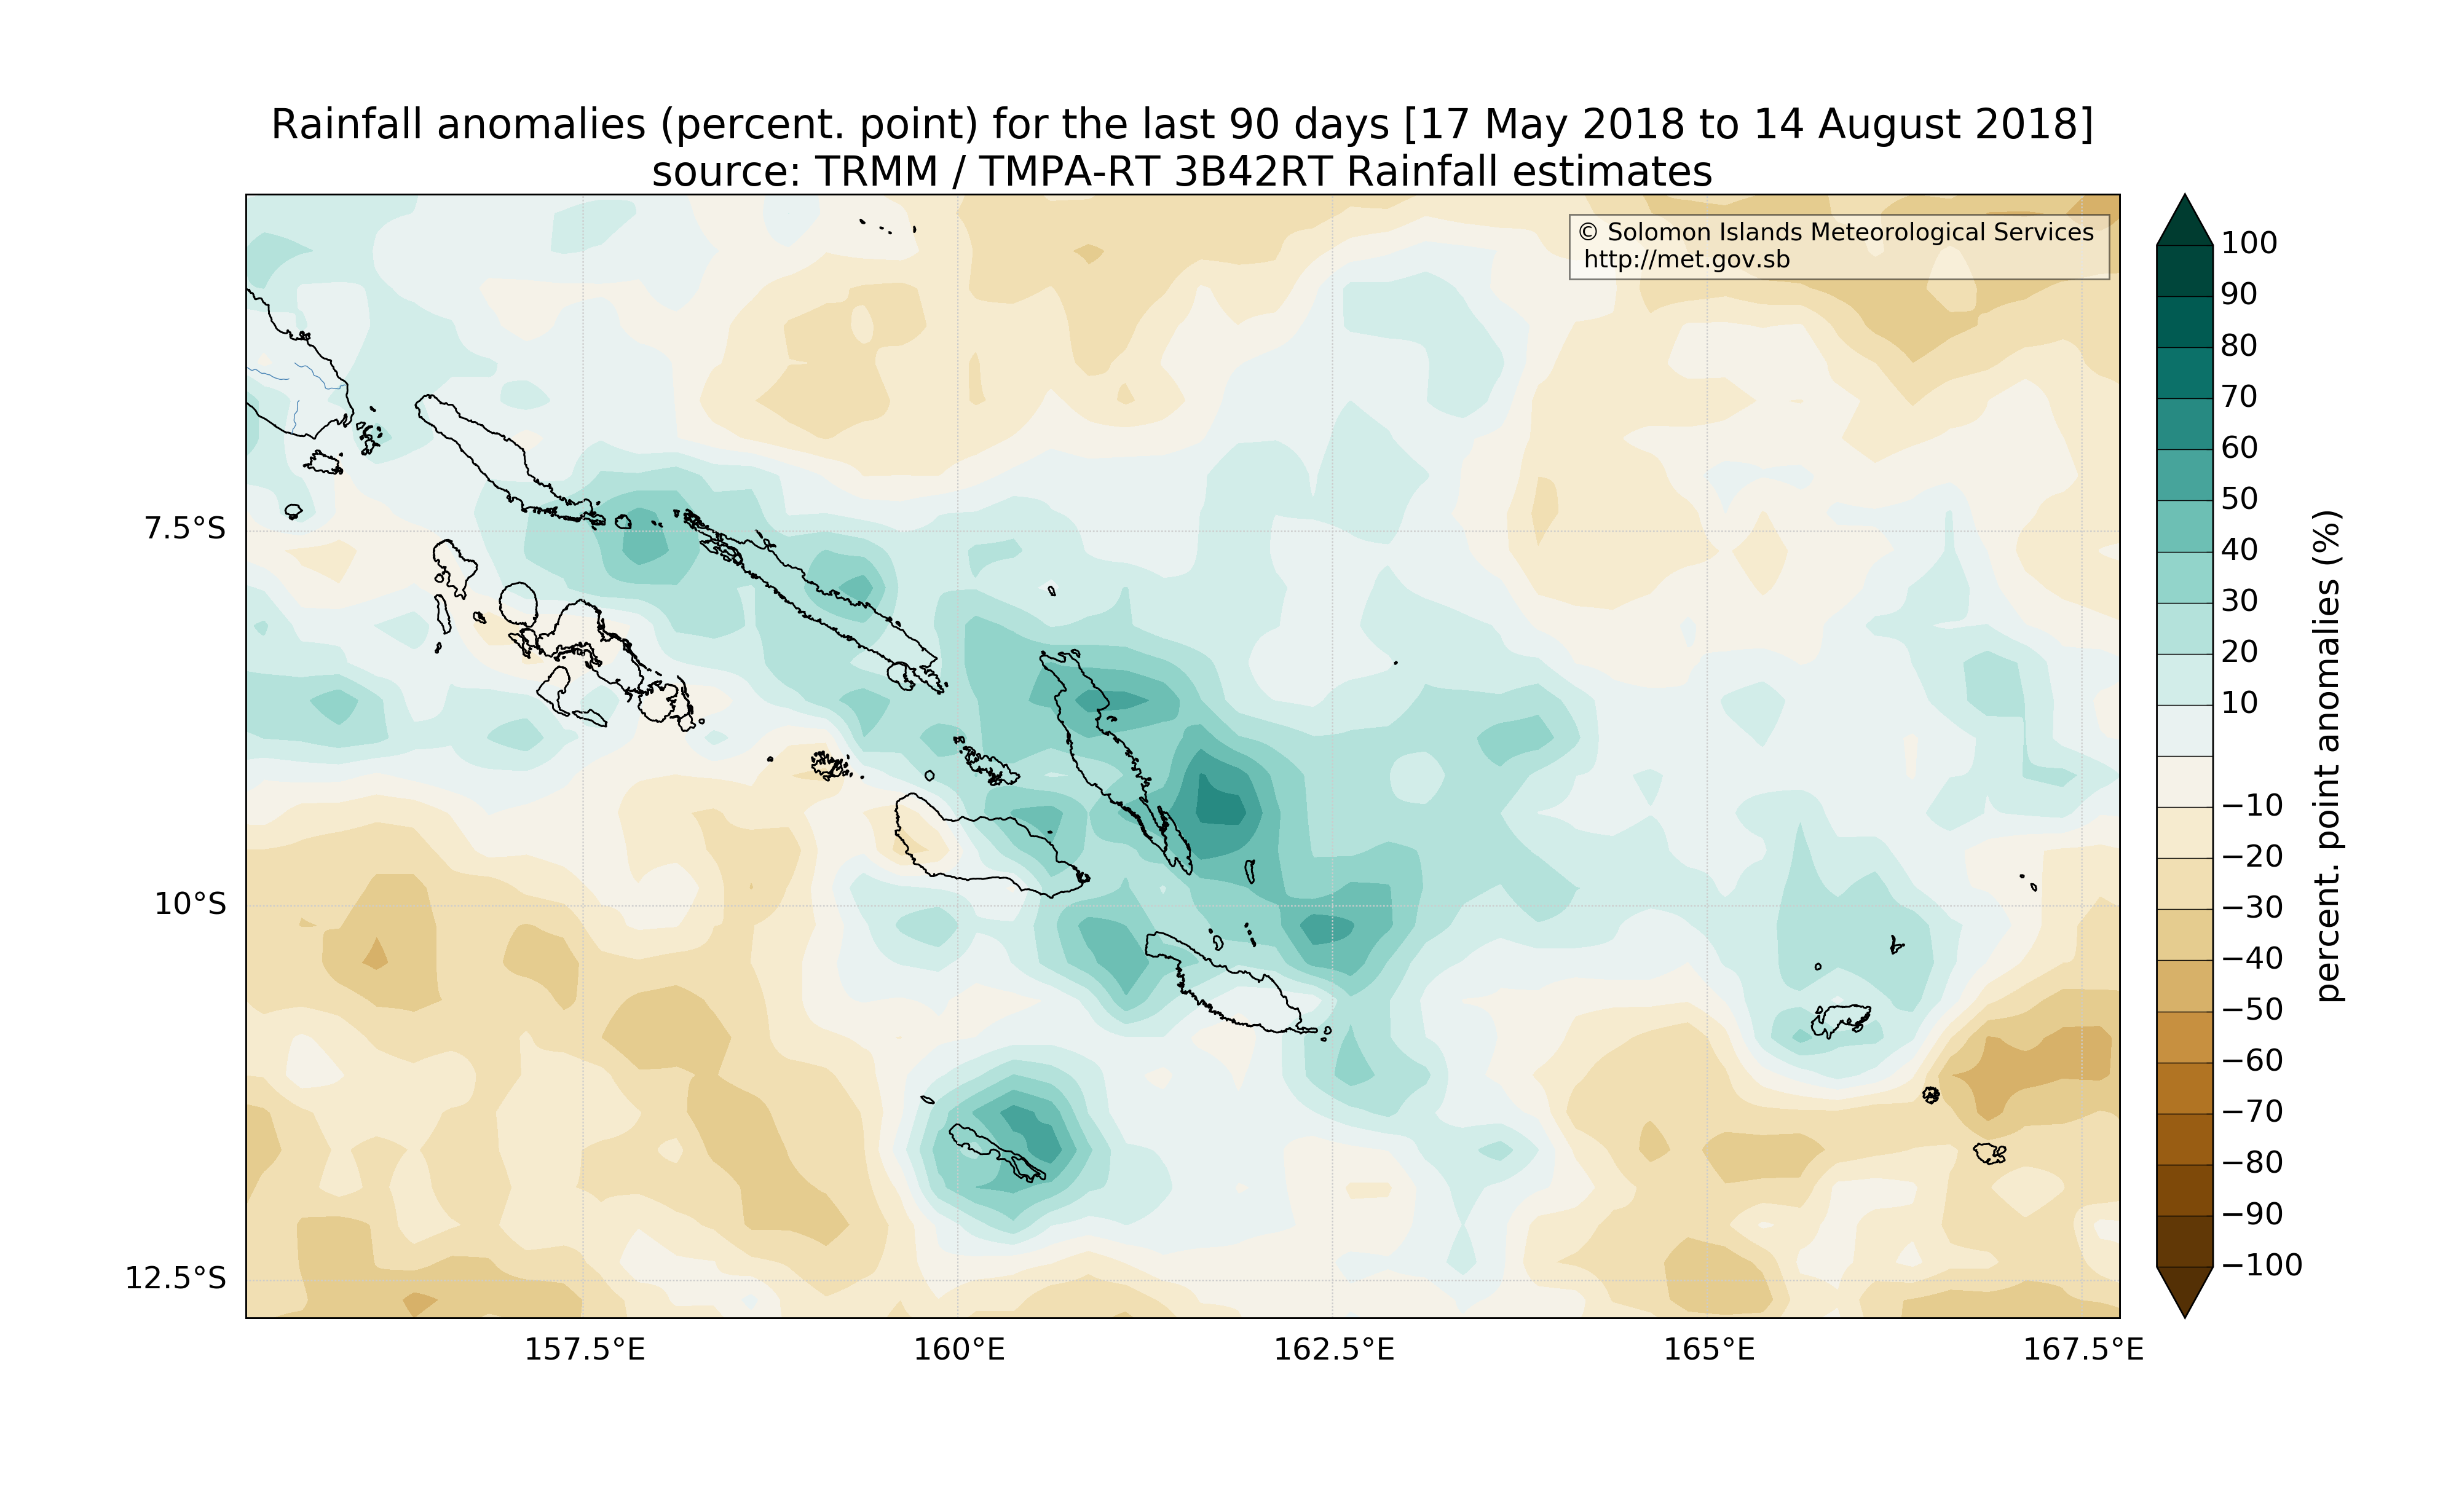 Rainfall anomalies (percent. point) for the last 90 days [17 May 2018 to 14 August 2018]
source: TRMM / TMPA-RT 3B42RT Rainfall estimates
© Solomon Islands Meteorological Services
http://met.gov.sb
7.5°S
10°S
12.5°S
157.5°E
160°E
162.5°E
165°E
167.5°E
100
90
80
70
60
50
40
30
20
10
−10
−20
−30
−40
−50
−60
−70
−80
−90
−100
percent. point anomalies (%)